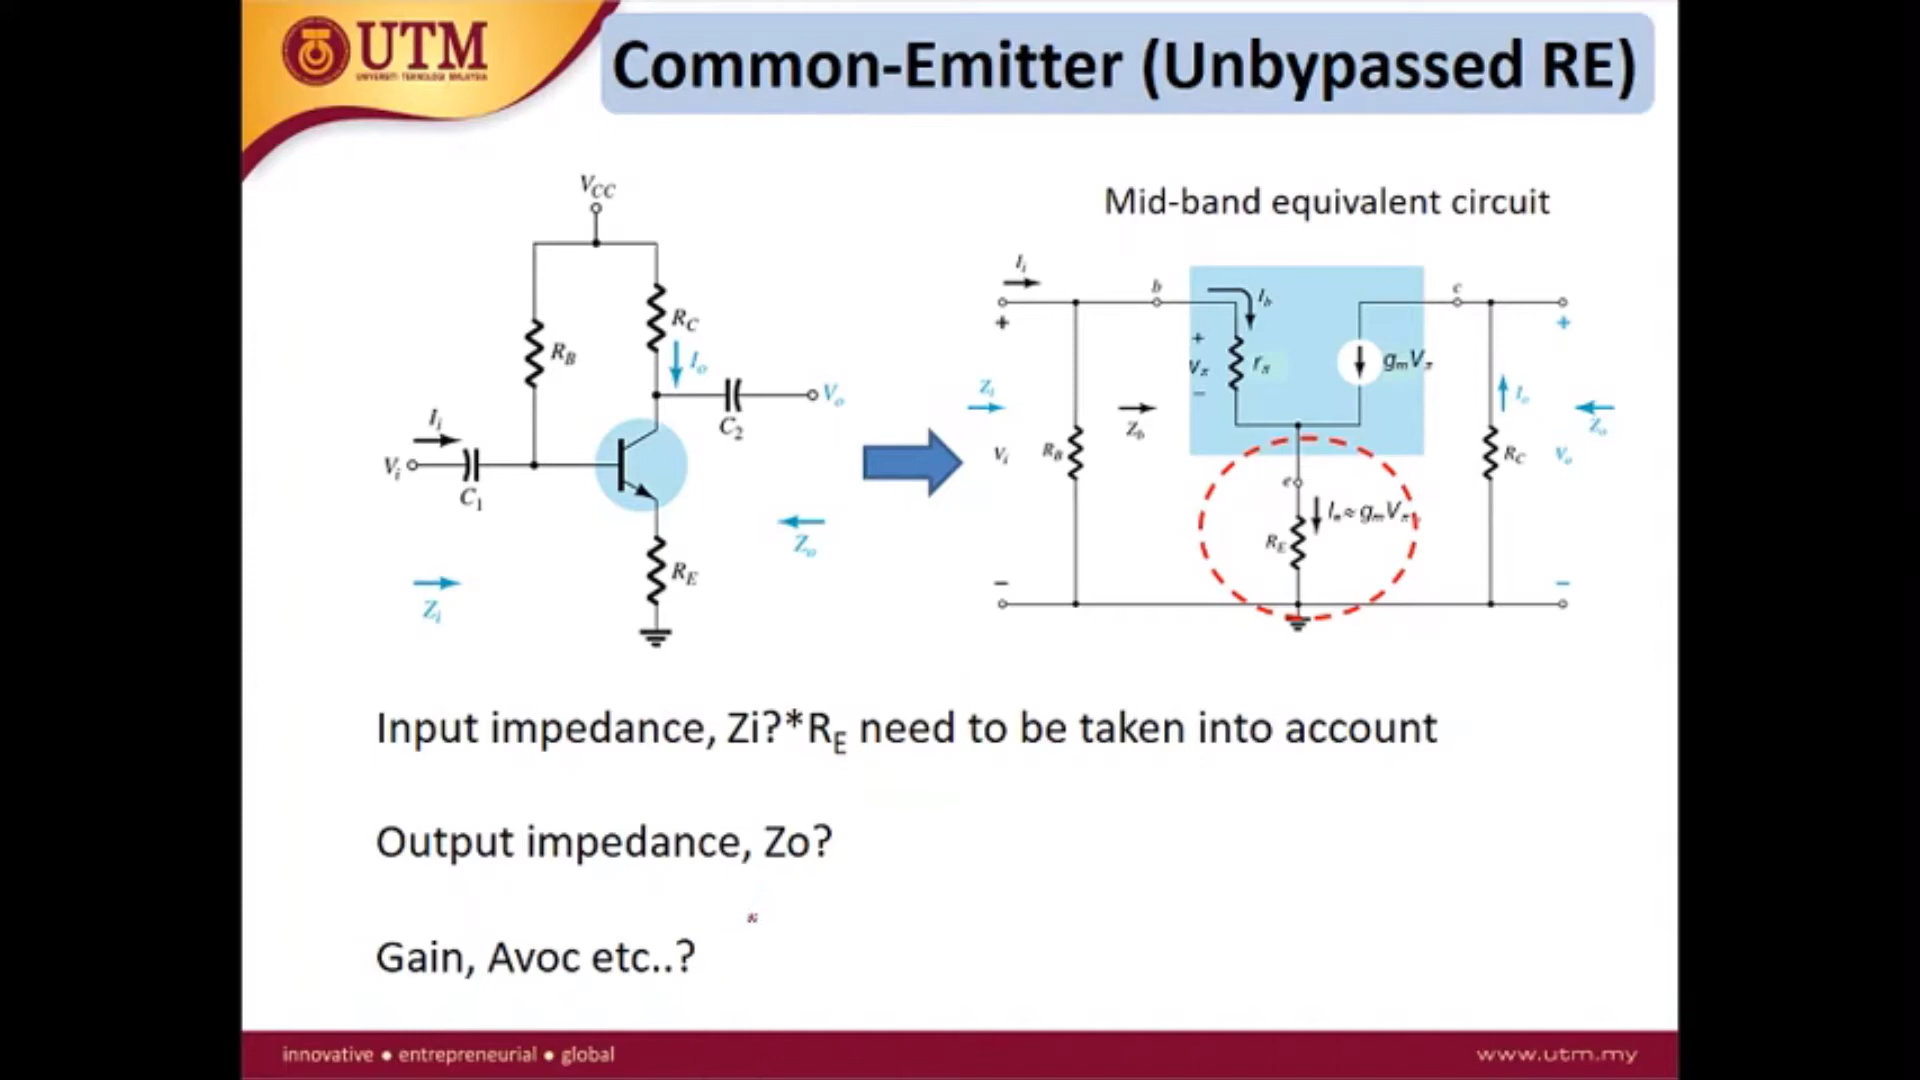 UTM
UNIVERSITI TEKNOLOGI MALAYSIA
Common-Emitter (Unbypassed RE)
VCC
RC
Io
RB
C2
Vo
Ii
Vi
C1
Zo
RE
Zi
Mid-band equivalent circuit
Ii
b
Ib
c
+
+
+
Vπ
rπ
gmVπ
−
Zi
Zb
Io
Zo
Vi
RB
RC
Vo
e
Ie ≈ gmVπ
RE
−
−
Input impedance, Zi?*RE need to be taken into account
Output impedance, Zo?
Gain, Avoc etc..?
innovative ● entrepreneurial ● global
www.utm.my